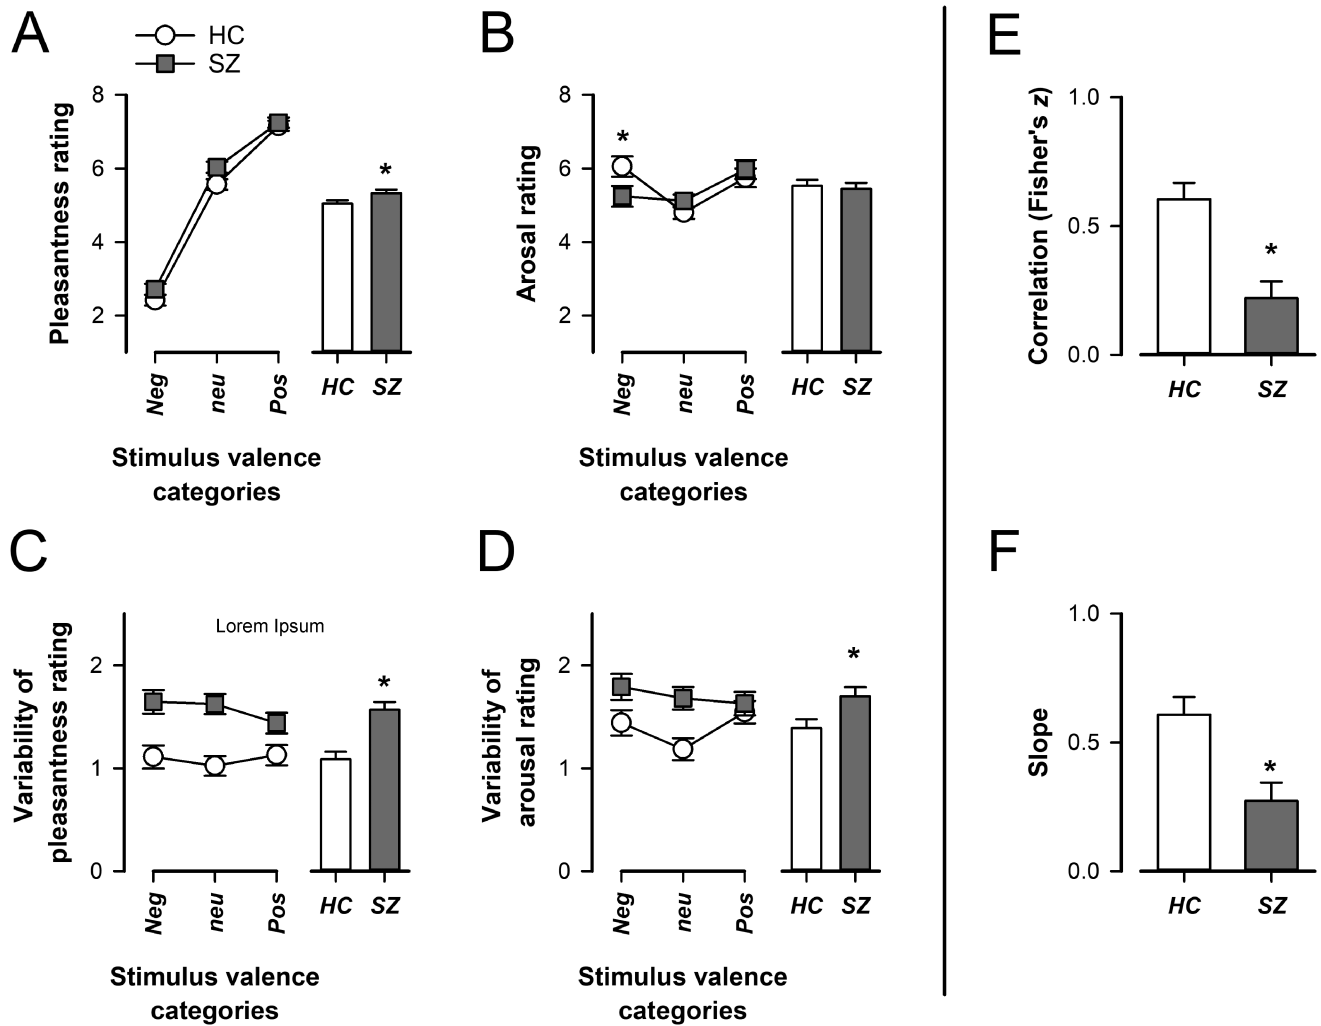 A
HC
SZ
Pleasantness rating
8
6
4
2
*
Neg
neu
Pos
HC
SZ
Stimulus valence
categories
B
Arosal rating
8
6
4
2
*
Neg
neu
Pos
HC
SZ
Stimulus valence
categories
E
Correlation (Fisher's z)
1.0
0.5
0.0
*
HC
SZ
C
Variability of
pleasantness rating
2
1
0
Lorem Ipsum
*
Neg
neu
Pos
HC
SZ
Stimulus valence
categories
D
Variability of
arousal rating
2
1
0
*
Neg
neu
Pos
HC
SZ
Stimulus valence
categories
F
Slope
1.0
0.5
0.0
*
HC
SZ